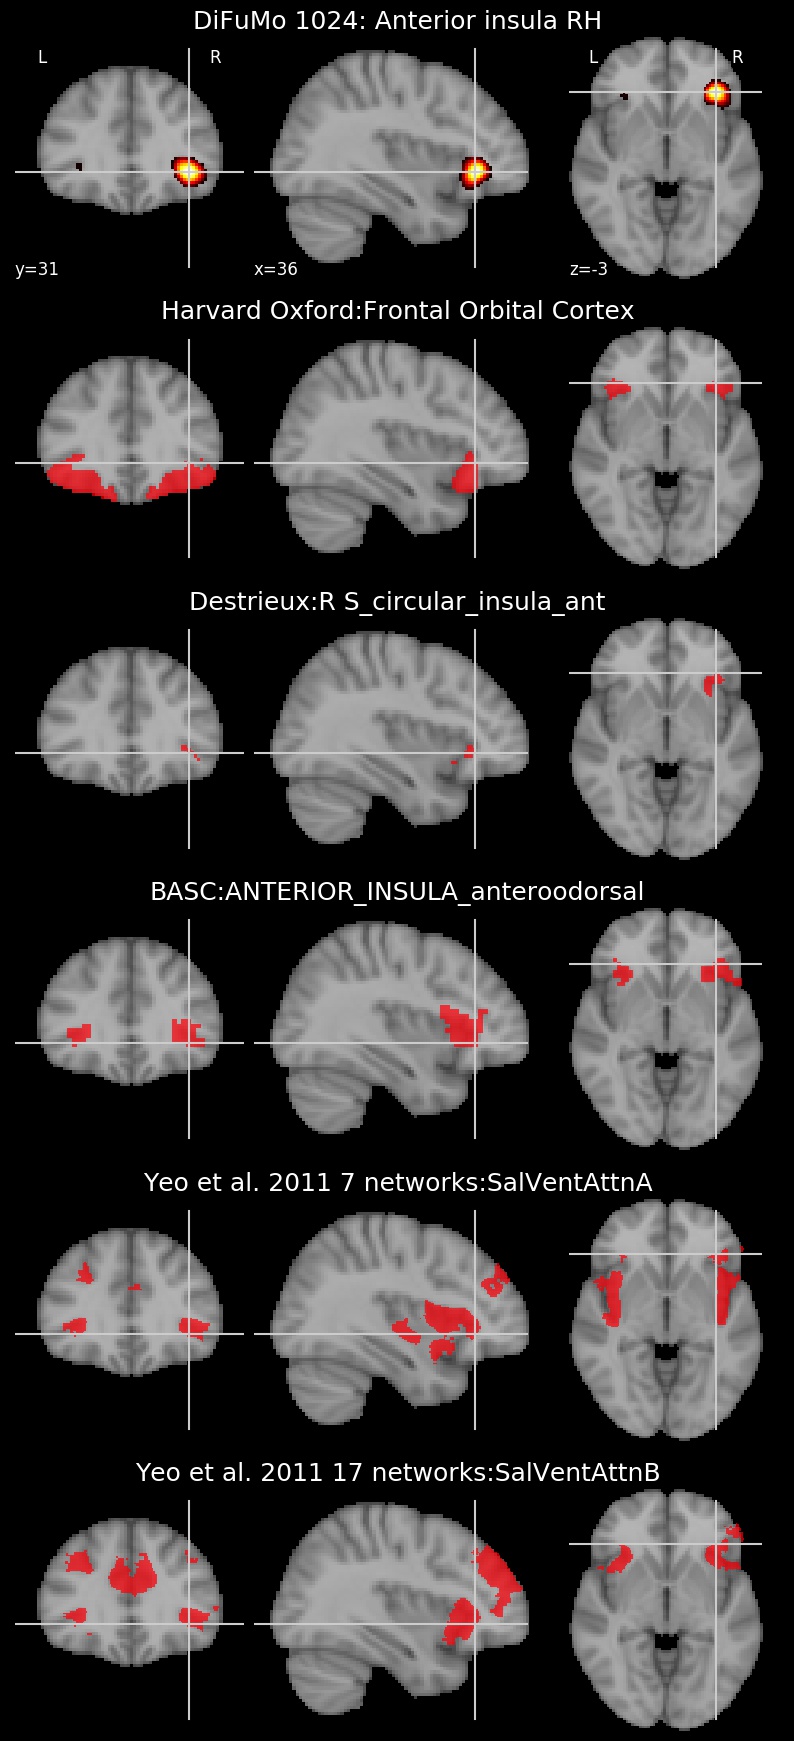 DiFuMo 1024: Anterior insula RH
L R L R
y=31 x=36 z=-3
Harvard Oxford:Frontal Orbital Cortex
Destrieux:R S_circular_insula_ant
BASC:ANTERIOR_INSULA_anteroodorsal
Yeo et al. 2011 7 networks:SalVentAttnA
Yeo et al. 2011 17 networks:SalVentAttnB